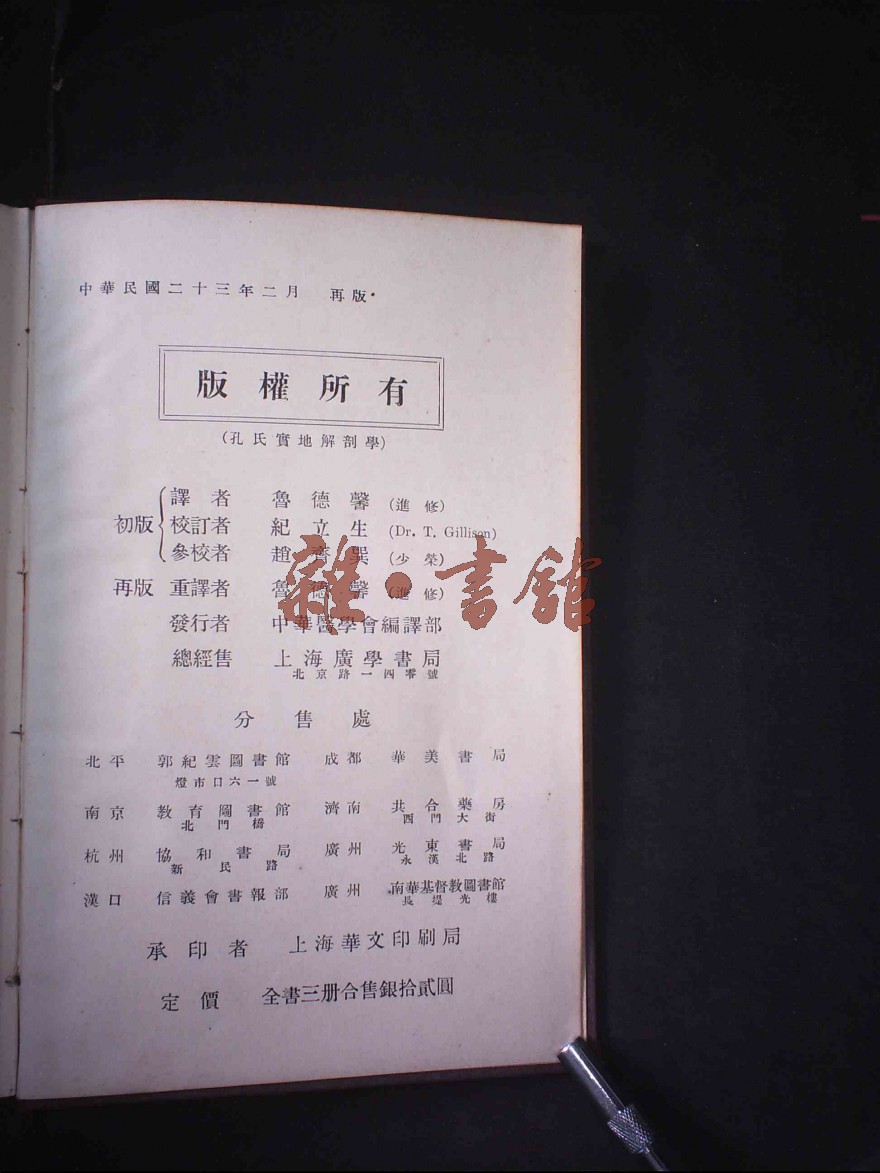 中華民國二十三年二月 再版
版權所有
(孔氏實地解剖學)
初版 譯者 魯德馨 (進修)
校訂者 紀立生 (Dr. T. Gillison)
參校者 趙齊巽 (少榮)
再版 重譯者 魯德馨 (進修)
發行者 中華醫學會編譯部
總經售 上海廣學書局
北京路一四零號
分售處
北平 郭紀雲圖書館 成都 華美書局
燈市口六一號
南京 教育圖書館 濟南 共合藥房
北門橋 西門大街
杭州 協和書局 廣州 光東書局
新民路 永漢北路
漢口 信義會書報部 廣州 南華基督教圖書館
長堤光樓
承印者 上海華文印刷局
定價 全書三册合售銀拾貳圓
雜·書館